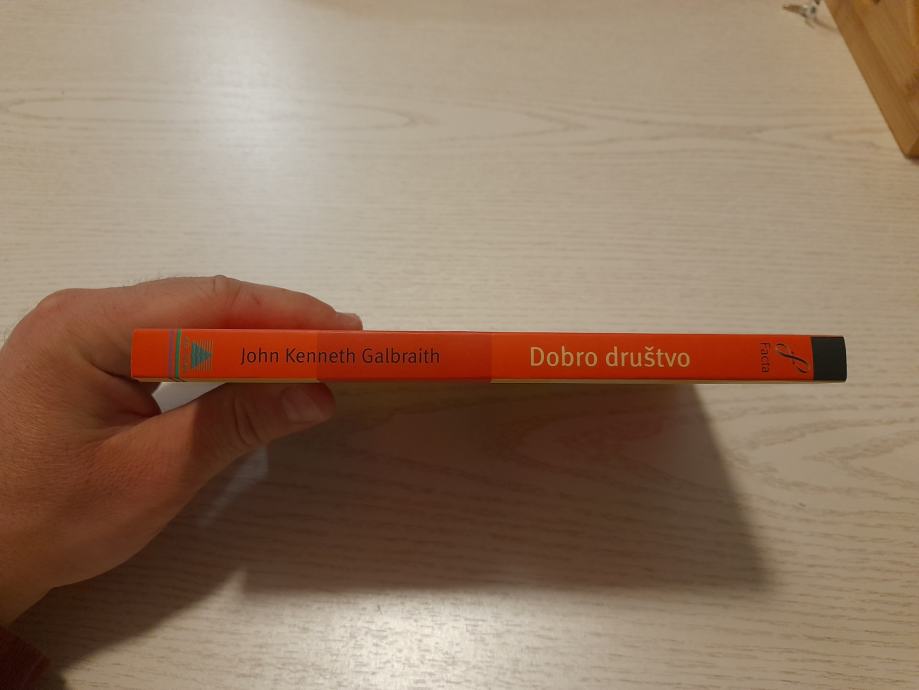 John Kenneth Galbraith
Dobro društvo
Facta